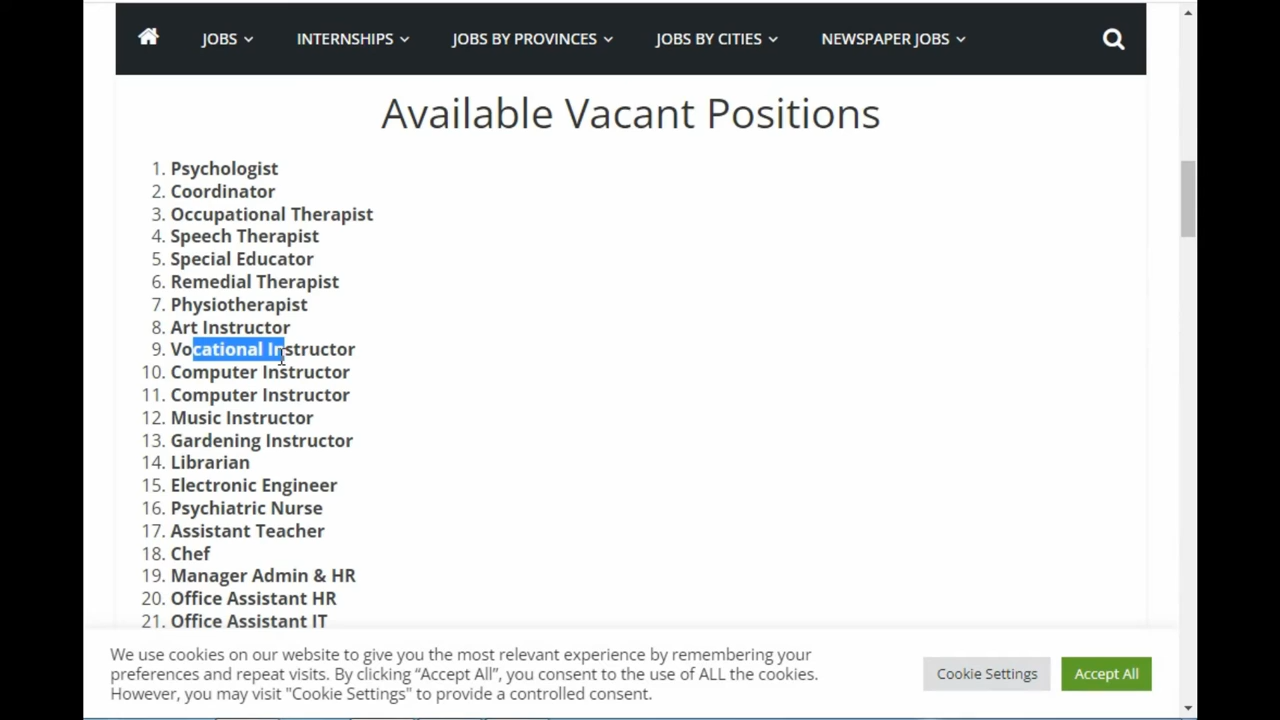 JOBS INTERNSHIPS JOBS BY PROVINCES JOBS BY CITIES NEWSPAPER JOBS
Available Vacant Positions
1. Psychologist
2. Coordinator
3. Occupational Therapist
4. Speech Therapist
5. Special Educator
6. Remedial Therapist
7. Physiotherapist
8. Art Instructor
9. Vocational Instructor
10. Computer Instructor
11. Computer Instructor
12. Music Instructor
13. Gardening Instructor
14. Librarian
15. Electronic Engineer
16. Psychiatric Nurse
17. Assistant Teacher
18. Chef
19. Manager Admin & HR
20. Office Assistant HR
21. Office Assistant IT
We use cookies on our website to give you the most relevant experience by remembering your
preferences and repeat visits. By clicking “Accept All”, you consent to the use of ALL the cookies.
However, you may visit "Cookie Settings" to provide a controlled consent.
Cookie Settings Accept All